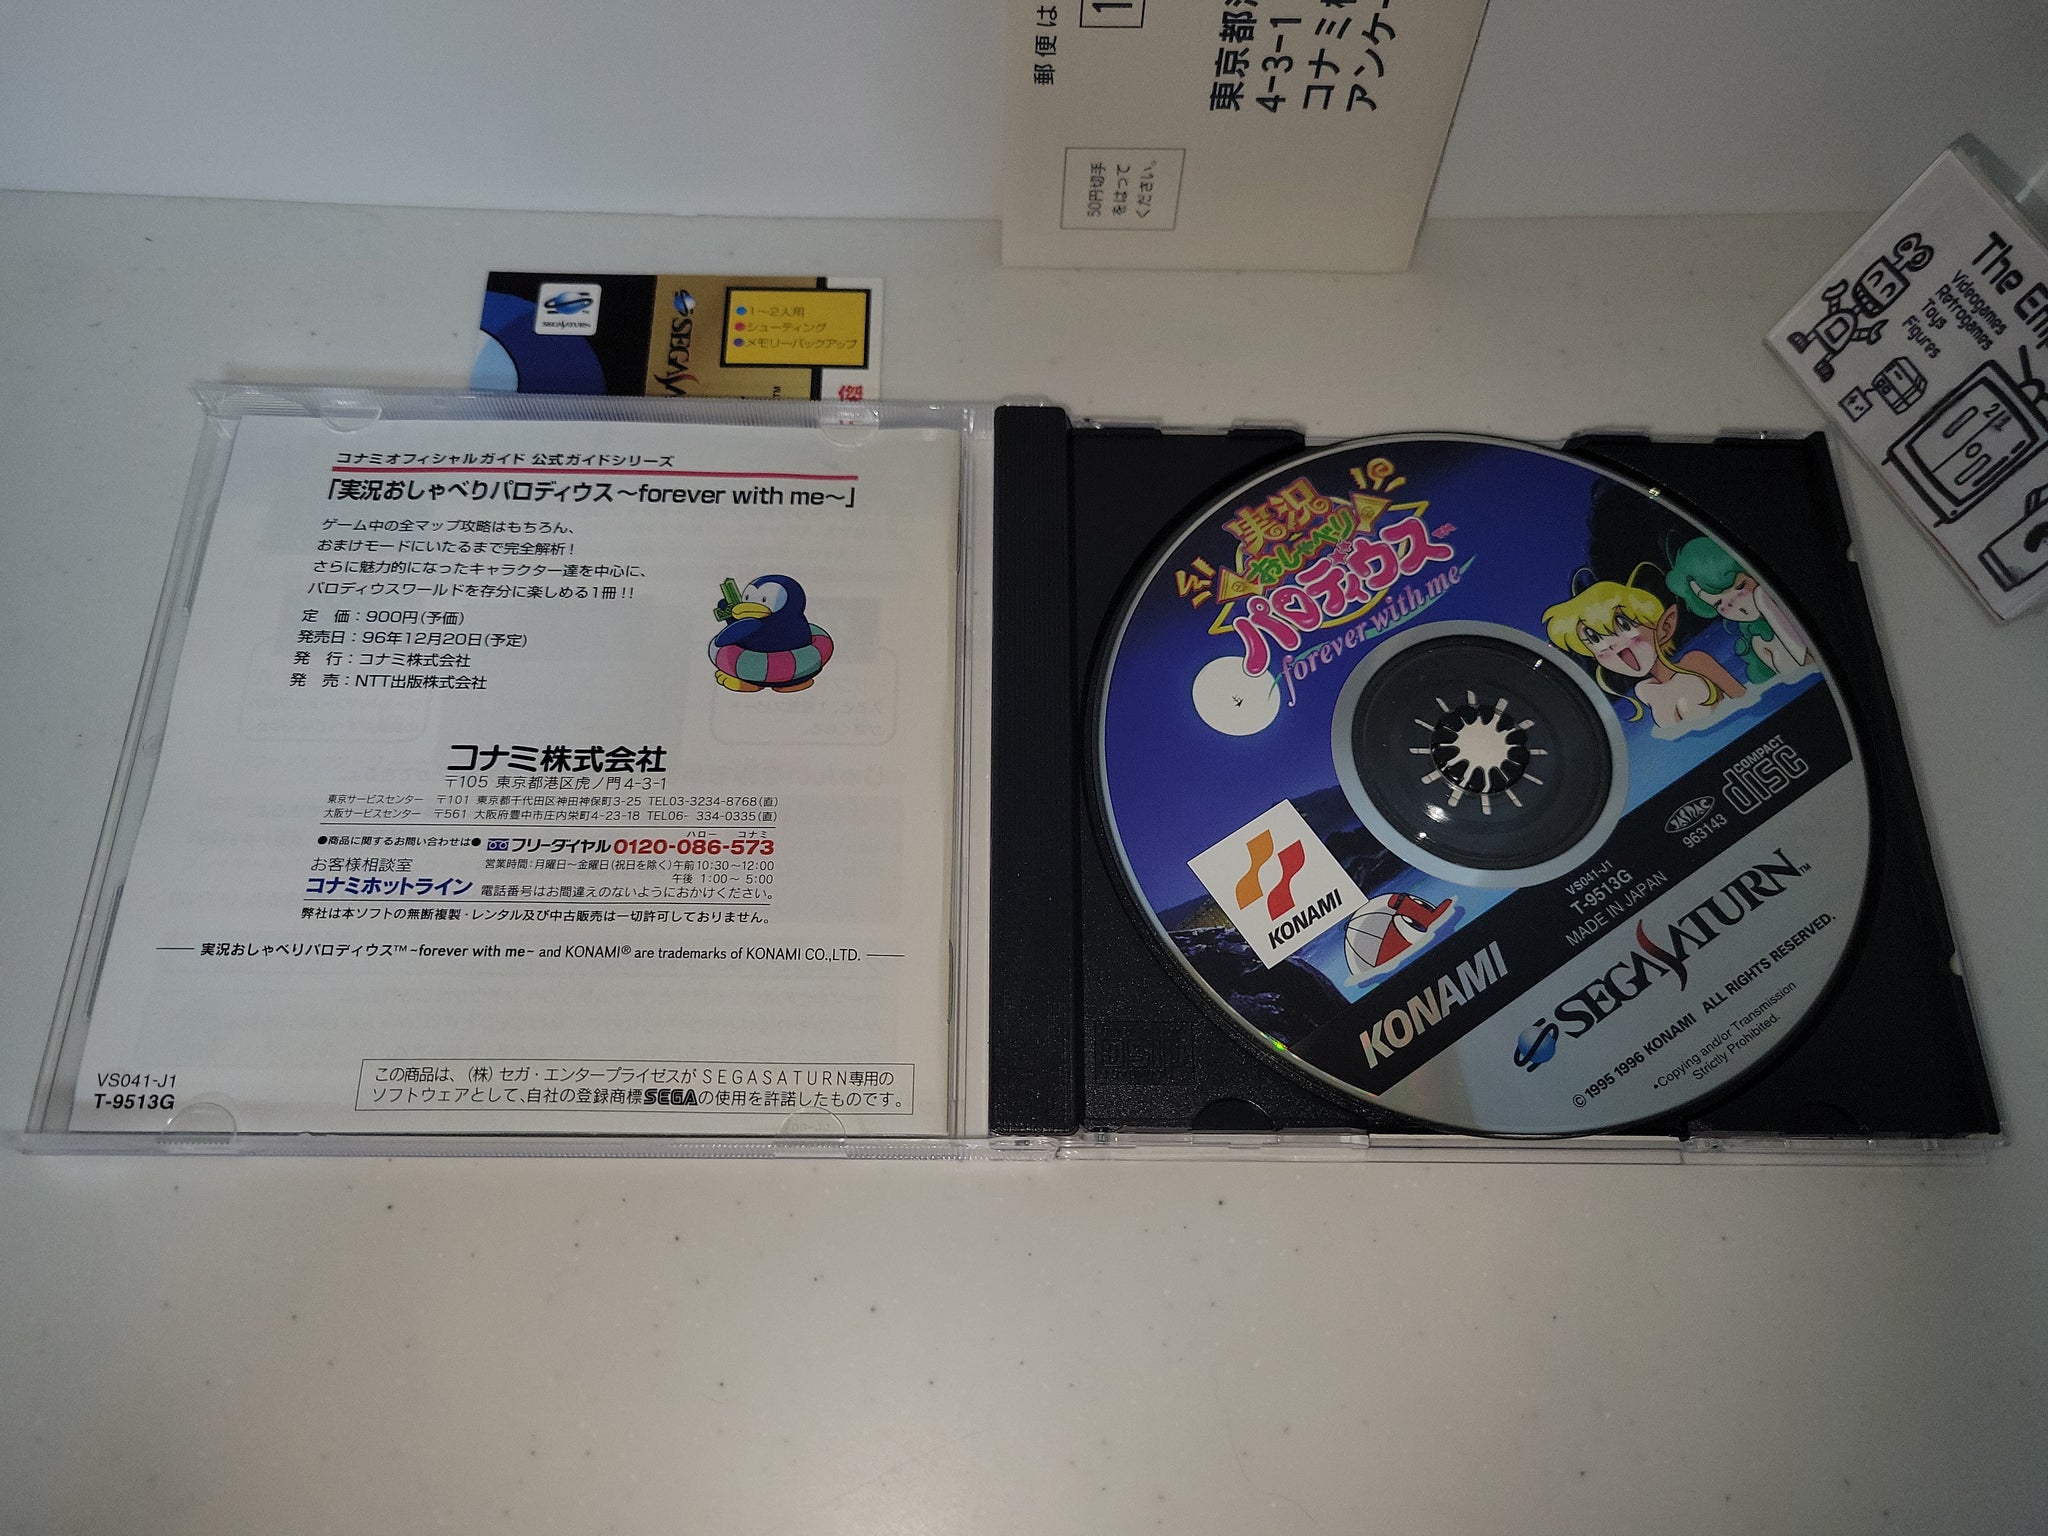 郵便は
1
東京都
4-3-1
コナミ
アンケー
50円切手
をはって
ください。
SEGA SATURN
SEGA
1〜2人用
シューティング
メモリーバックアップ
The
Videogames
Retrogames
Toys
Figures
コナミオフィシャルガイド 公式ガイドシリーズ
「実況おしゃべりパロディウス〜forever with me〜」
ゲーム中の全マップ攻略はもちろん、
おまけモードにいたるまで完全解析!
さらに魅力的になったキャラクター達を中心に、
パロディウスワールドを存分に楽しめる1冊!!
定 価:900円(予価)
発売日:96年12月20日(予定)
発 行:コナミ株式会社
発 売:NTT出版株式会社
コナミ株式会社
〒105 東京都港区虎ノ門4-3-1
東京サービスセンター 〒101 東京都千代田区神田神保町3-25 TEL03-3234-8768(直)
大阪サービスセンター 〒561 大阪府豊中市庄内栄町4-23-18 TEL06- 334-0335(直)
ハロー コナミ
●商品に関するお問い合わせは● フリーダイヤル 0120-086-573
お客様相談室 営業時間:月曜日〜金曜日(祝日を除く)午前10:30〜12:00
午後 1:00〜 5:00
コナミホットライン 電話番号はお間違えのないようにおかけください。
弊社は本ソフトの無断複製・レンタル及び中古販売は一切許可しておりません。
実況おしゃべりパロディウス™ ~forever with me~ and KONAMI® are trademarks of KONAMI CO.,LTD.
VS041-J1
T-9513G
この商品は、(株)セガ・エンタープライゼスがSEGASATURN専用の
ソフトウェアとして、自社の登録商標SEGAの使用を許諾したものです。
実況
おしゃべり
パロディウス™
forever with me
KONAMI
COMPACT
disc
JASRAC
963143
VS041-J1
T-9513G
MADE IN JAPAN
KONAMI
SEGA SATURN™
© 1995 1996 KONAMI ALL RIGHTS RESERVED.
•Copying and/or Transmission
Strictly Prohibited.